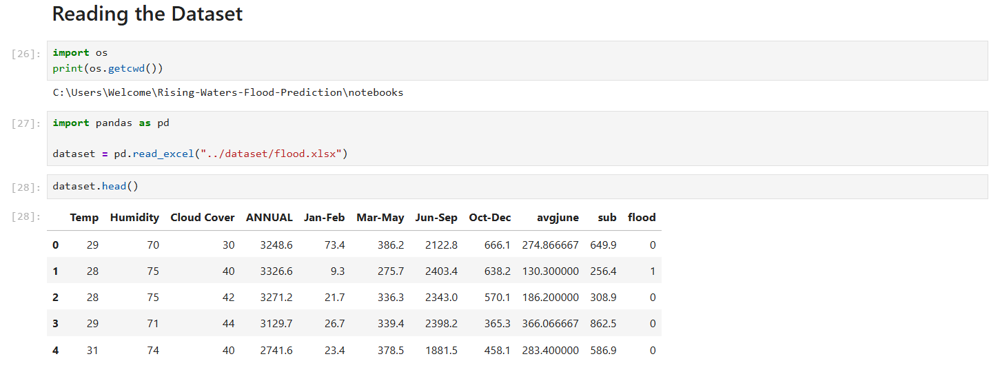 Reading the Dataset
[26]: import os
print(os.getcwd())
C:\Users\Welcome\Rising-Waters-Flood-Prediction\notebooks
[27]: import pandas as pd
dataset = pd.read_excel("../dataset/flood.xlsx")
[28]: dataset.head()
[28]: Temp Humidity Cloud Cover ANNUAL Jan-Feb Mar-May Jun-Sep Oct-Dec avgjune sub flood
0 29 70 30 3248.6 73.4 386.2 2122.8 666.1 274.866667 649.9 0
1 28 75 40 3326.6 9.3 275.7 2403.4 638.2 130.300000 256.4 1
2 28 75 42 3271.2 21.7 336.3 2343.0 570.1 186.200000 308.9 0
3 29 71 44 3129.7 26.7 339.4 2398.2 365.3 366.066667 862.5 0
4 31 74 40 2741.6 23.4 378.5 1881.5 458.1 283.400000 586.9 0